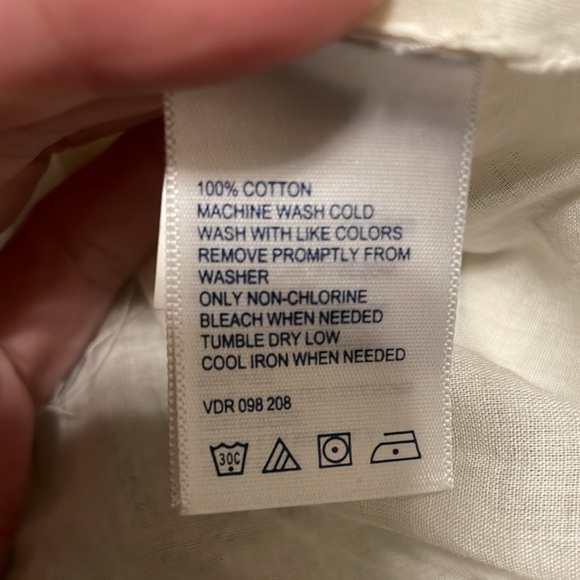 100% COTTON
MACHINE WASH COLD
WASH WITH LIKE COLORS
REMOVE PROMPTLY FROM
WASHER
ONLY NON-CHLORINE
BLEACH WHEN NEEDED
TUMBLE DRY LOW
COOL IRON WHEN NEEDED
VDR 098 208
30C